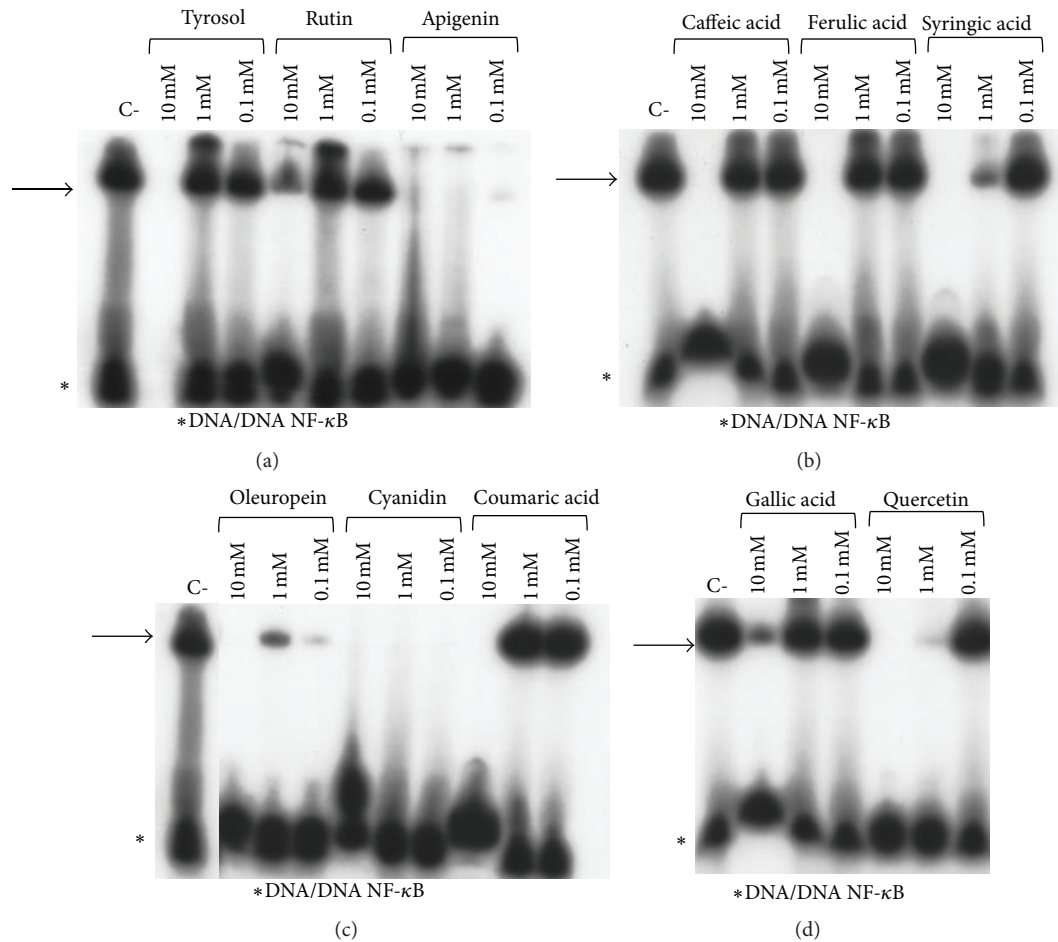 Tyrosol Rutin Apigenin
C- 10 mM 1 mM 0.1 mM 10 mM 1 mM 0.1 mM 10 mM 1 mM 0.1 mM
*
*DNA/DNA NF-κB
(a)
Caffeic acid Ferulic acid Syringic acid
C- 10 mM 1 mM 0.1 mM 10 mM 1 mM 0.1 mM 10 mM 1 mM 0.1 mM
*
*DNA/DNA NF-κB
(b)
Oleuropein Cyanidin Coumaric acid
C- 10 mM 1 mM 0.1 mM 10 mM 1 mM 0.1 mM 10 mM 1 mM 0.1 mM
*
*DNA/DNA NF-κB
(c)
Gallic acid Quercetin
C- 10 mM 1 mM 0.1 mM 10 mM 1 mM 0.1 mM
*
*DNA/DNA NF-κB
(d)